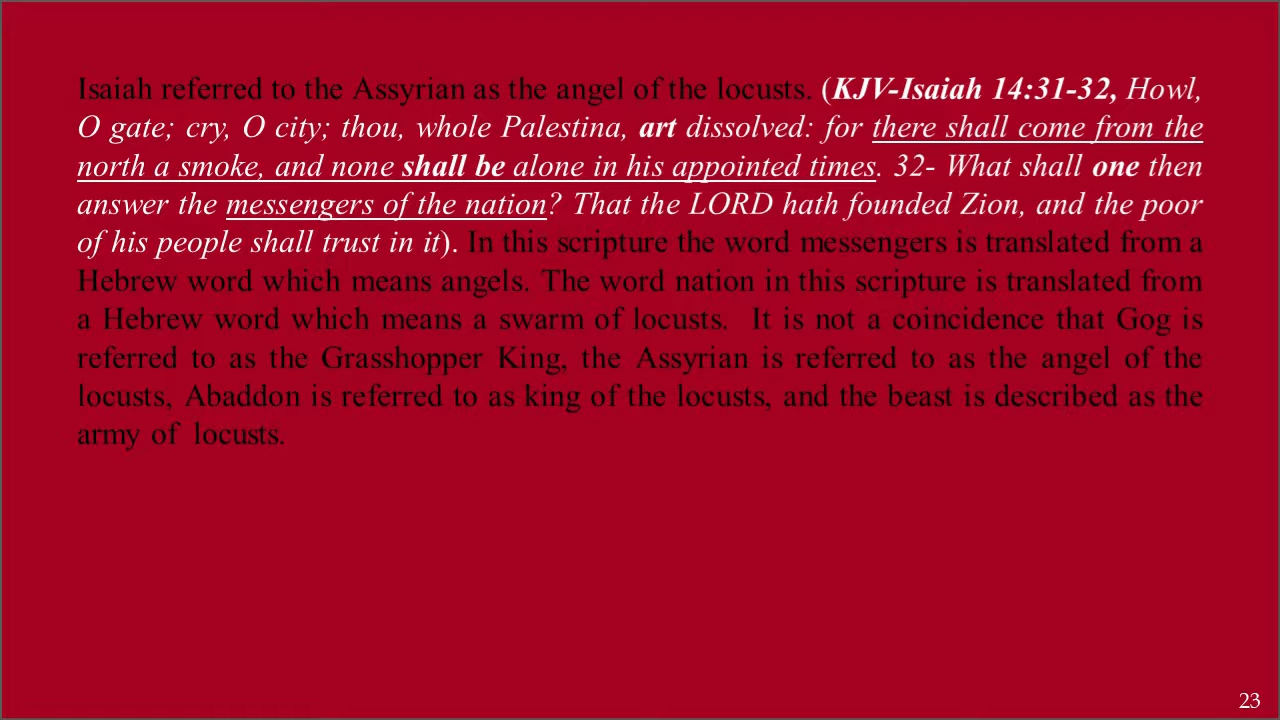 Isaiah referred to the Assyrian as the angel of the locusts. (KJV-Isaiah 14:31-32, Howl,
O gate; cry, O city; thou, whole Palestina, art dissolved: for there shall come from the
north a smoke, and none shall be alone in his appointed times. 32- What shall one then
answer the messengers of the nation? That the LORD hath founded Zion, and the poor
of his people shall trust in it). In this scripture the word messengers is translated from a
Hebrew word which means angels. The word nation in this scripture is translated from
a Hebrew word which means a swarm of locusts. It is not a coincidence that Gog is
referred to as the Grasshopper King, the Assyrian is referred to as the angel of the
locusts, Abaddon is referred to as king of the locusts, and the beast is described as the
army of locusts.
23